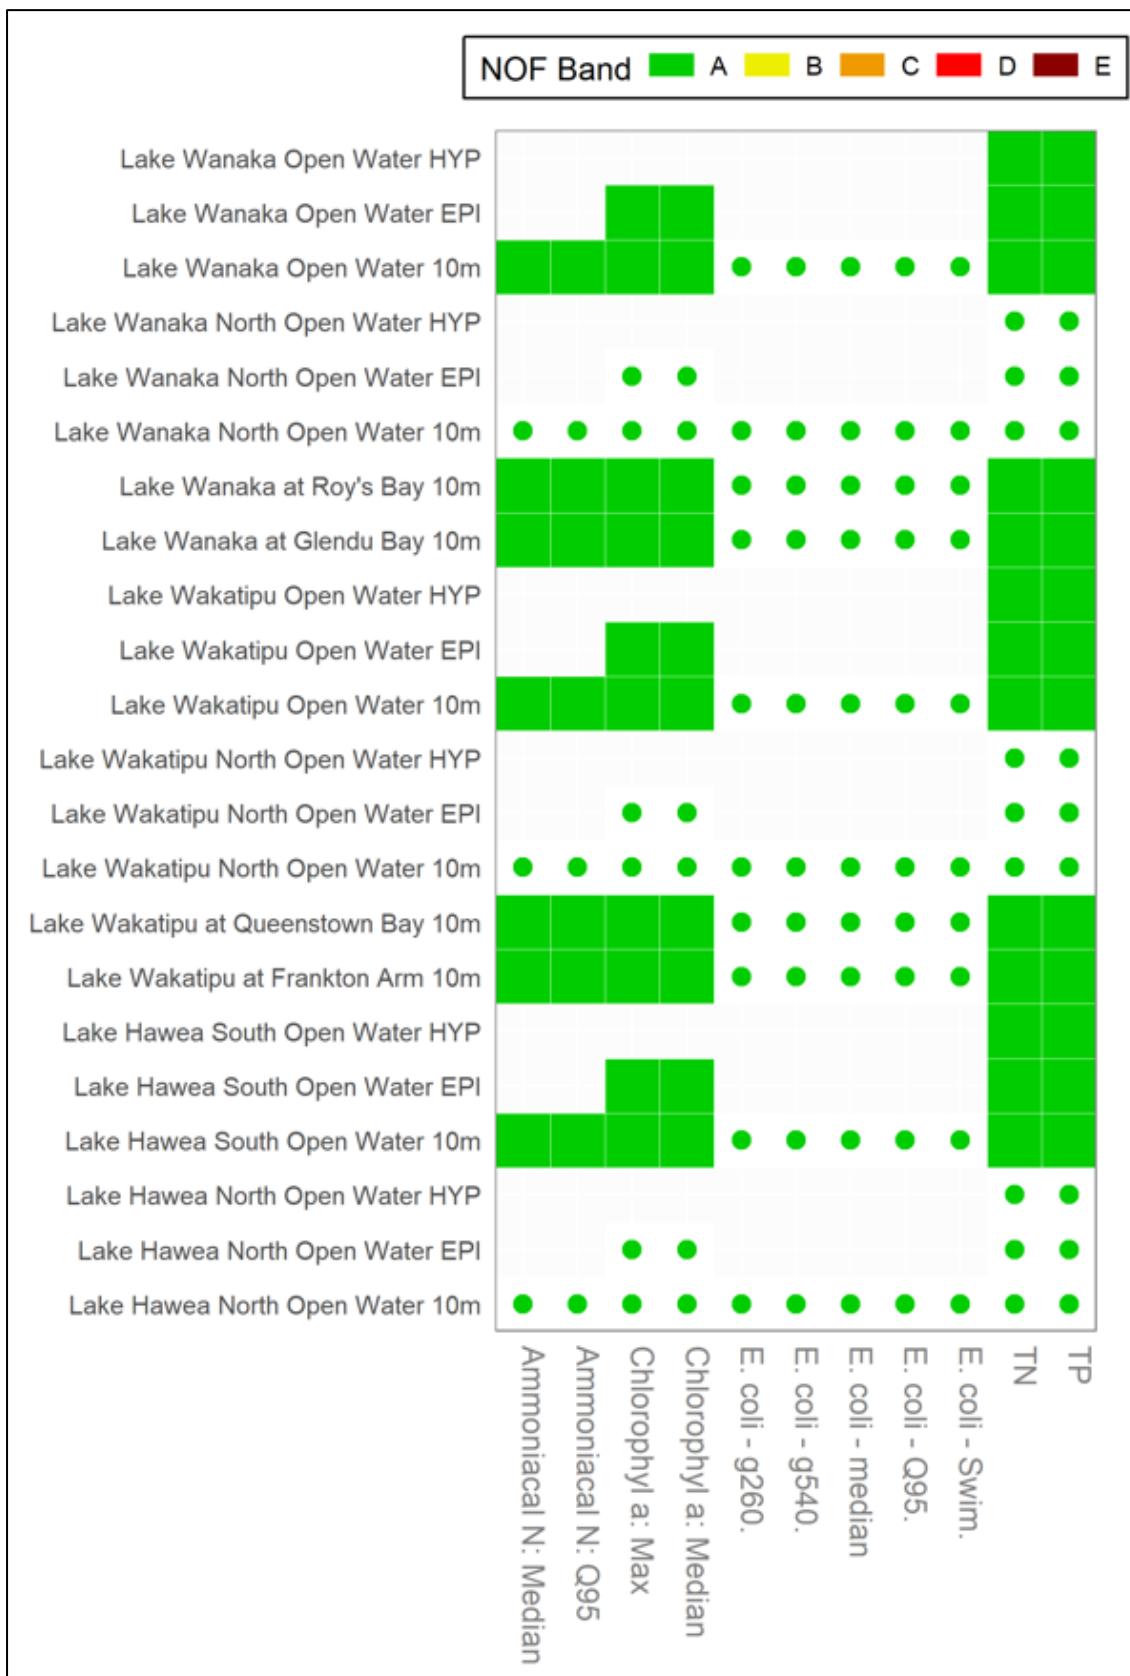 NOF Band A B C D E
Lake Wanaka Open Water HYP
Lake Wanaka Open Water EPI
Lake Wanaka Open Water 10m
Lake Wanaka North Open Water HYP
Lake Wanaka North Open Water EPI
Lake Wanaka North Open Water 10m
Lake Wanaka at Roy's Bay 10m
Lake Wanaka at Glendu Bay 10m
Lake Wakatipu Open Water HYP
Lake Wakatipu Open Water EPI
Lake Wakatipu Open Water 10m
Lake Wakatipu North Open Water HYP
Lake Wakatipu North Open Water EPI
Lake Wakatipu North Open Water 10m
Lake Wakatipu at Queenstown Bay 10m
Lake Wakatipu at Frankton Arm 10m
Lake Hawea South Open Water HYP
Lake Hawea South Open Water EPI
Lake Hawea South Open Water 10m
Lake Hawea North Open Water HYP
Lake Hawea North Open Water EPI
Lake Hawea North Open Water 10m
Ammoniacal N: Median
Ammoniacal N: Q95
Chlorophyl a: Max
Chlorophyl a: Median
E. coli - g260.
E. coli - g540.
E. coli - median
E. coli - Q95.
E. coli - Swim.
TN
TP